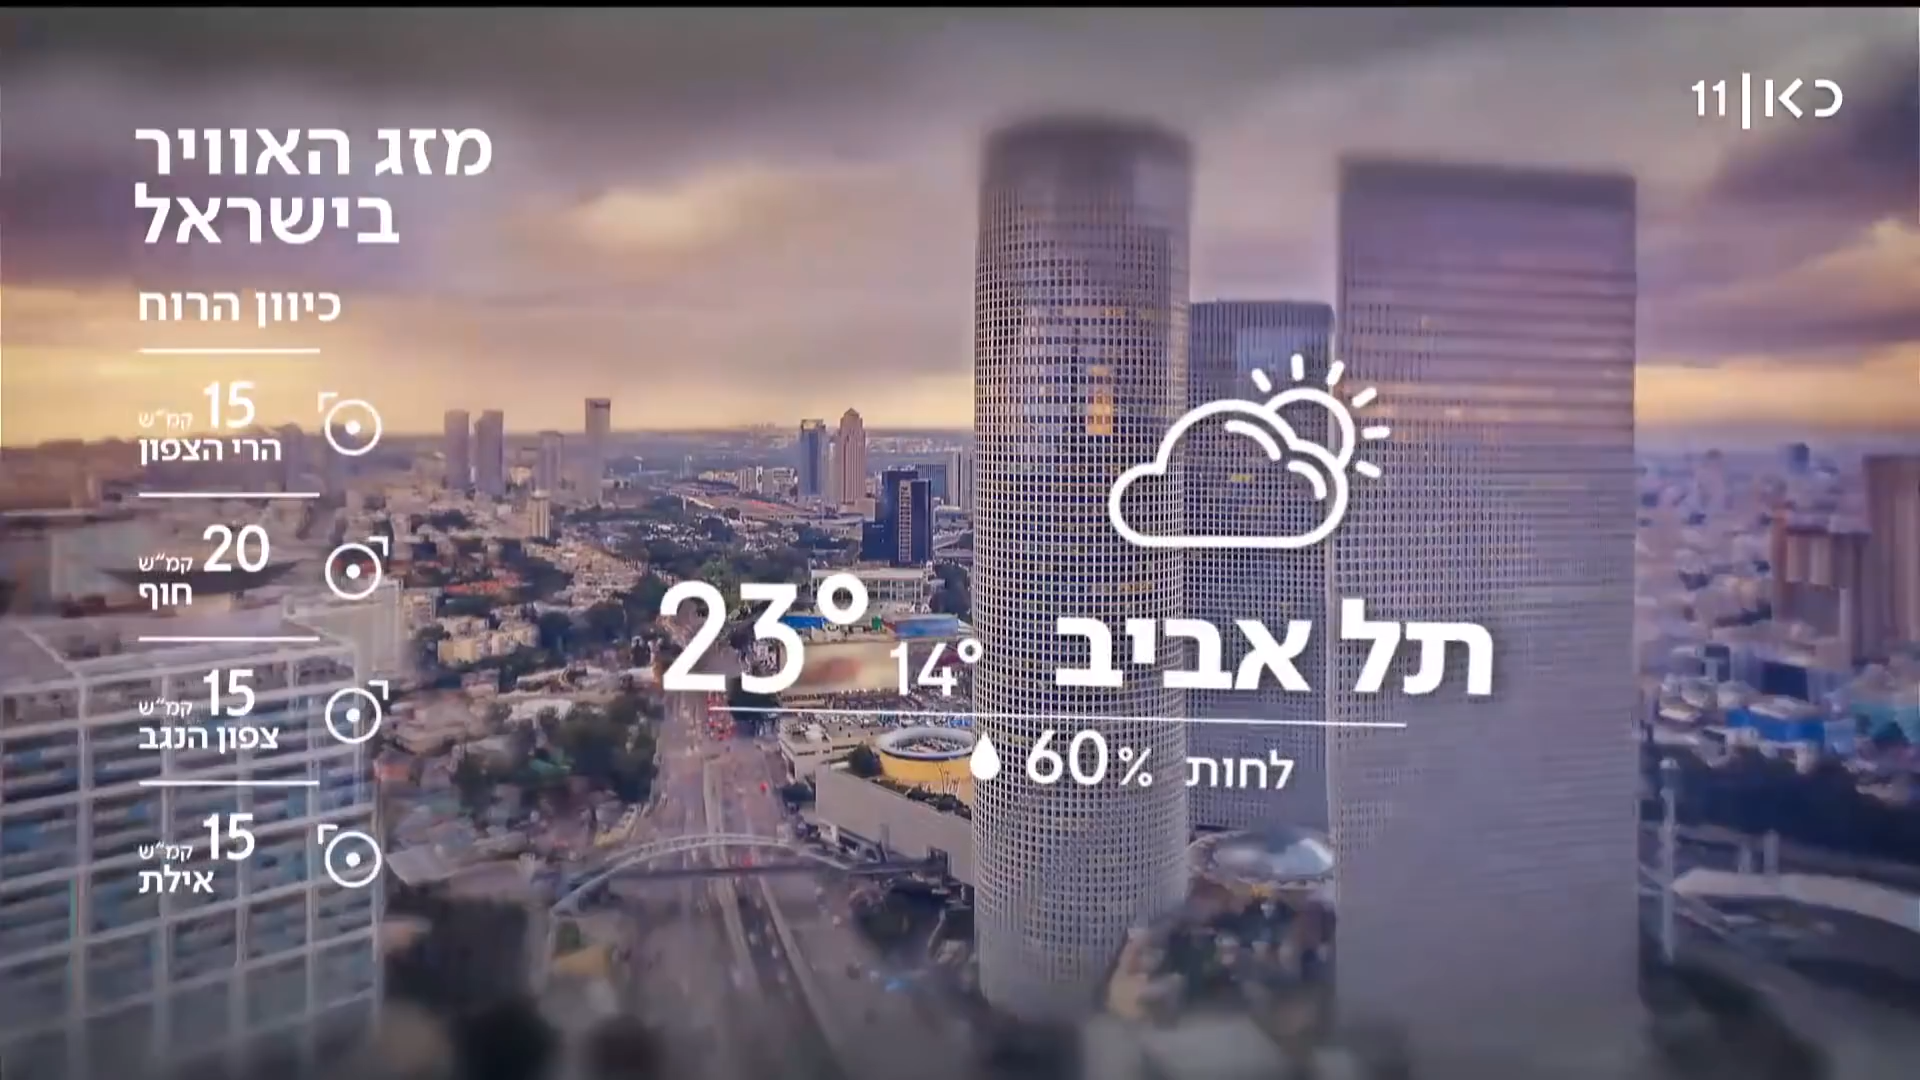 כאן 11
מזג האוויר
בישראל
כיוון הרוח
15 קמ״ש
הרי הצפון
20 קמ״ש
חוף
15 קמ״ש
צפון הנגב
15 קמ״ש
אילת
תל אביב 23° 14°
לחות 60%